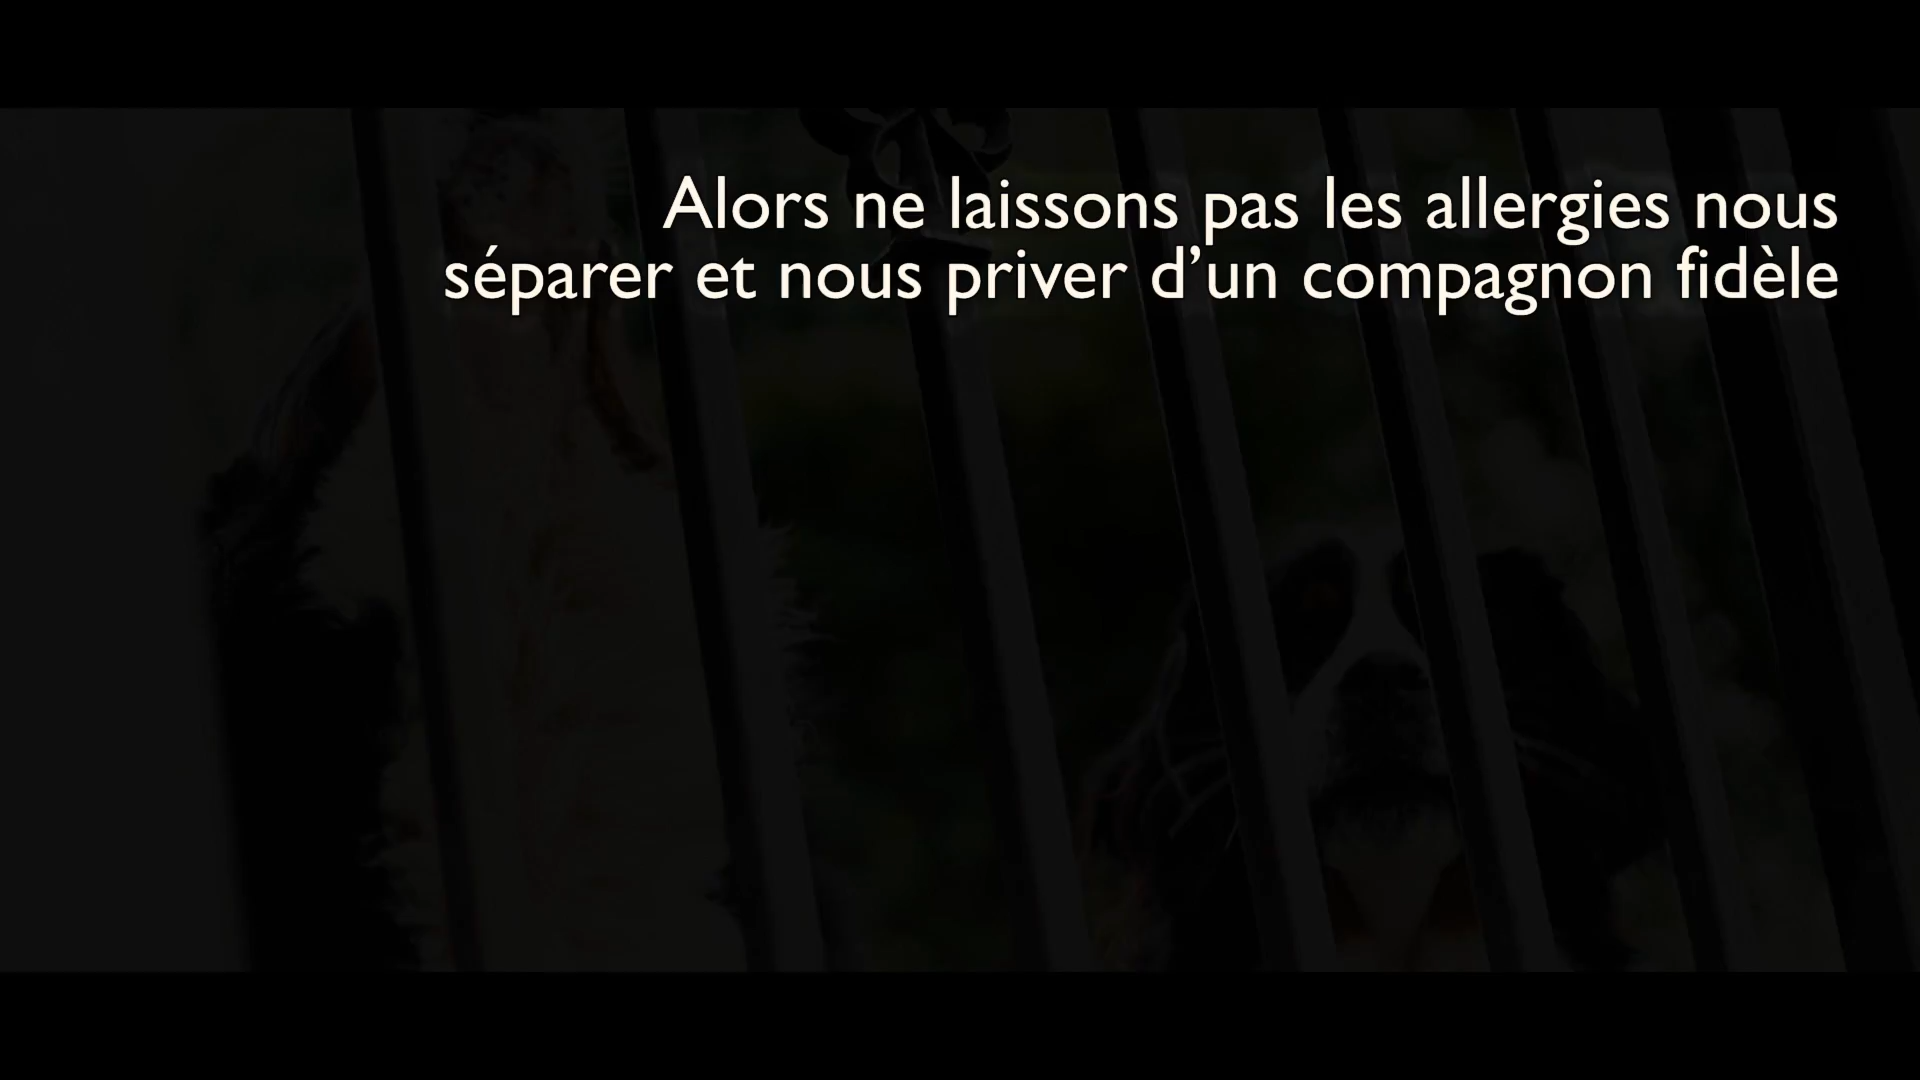 Alors ne laissons pas les allergies nous
séparer et nous priver d’un compagnon fidèle